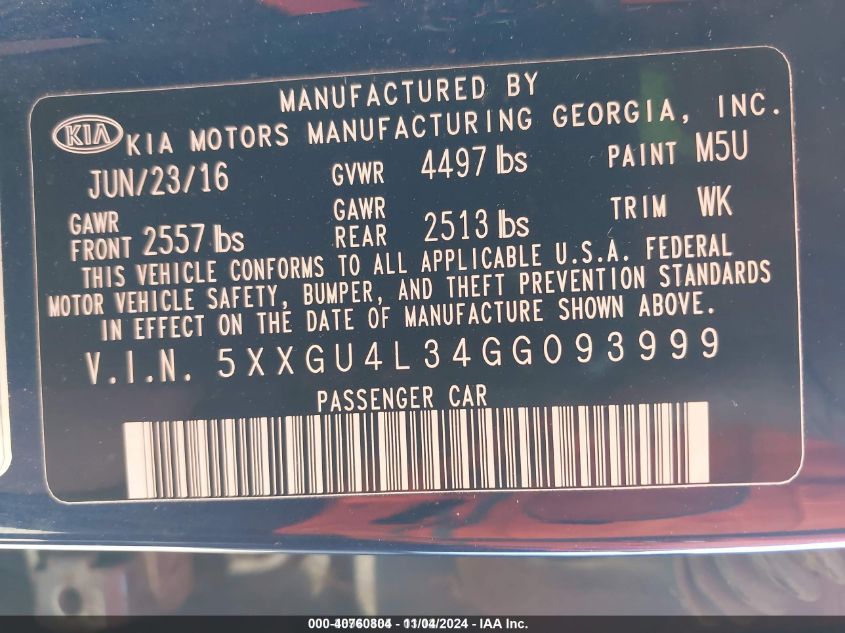 MANUFACTURED BY
KIA KIA MOTORS MANUFACTURING GEORGIA, INC.
JUN/23/16 GVWR 4497 lbs PAINT M5U
GAWR FRONT 2557 lbs GAWR REAR 2513 lbs TRIM WK
THIS VEHICLE CONFORMS TO ALL APPLICABLE U.S.A. FEDERAL
MOTOR VEHICLE SAFETY, BUMPER, AND THEFT PREVENTION STANDARDS
IN EFFECT ON THE DATE OF MANUFACTURE SHOWN ABOVE.
V.I.N. 5XXGU4L34GG093999
PASSENGER CAR
- IAA Inc.